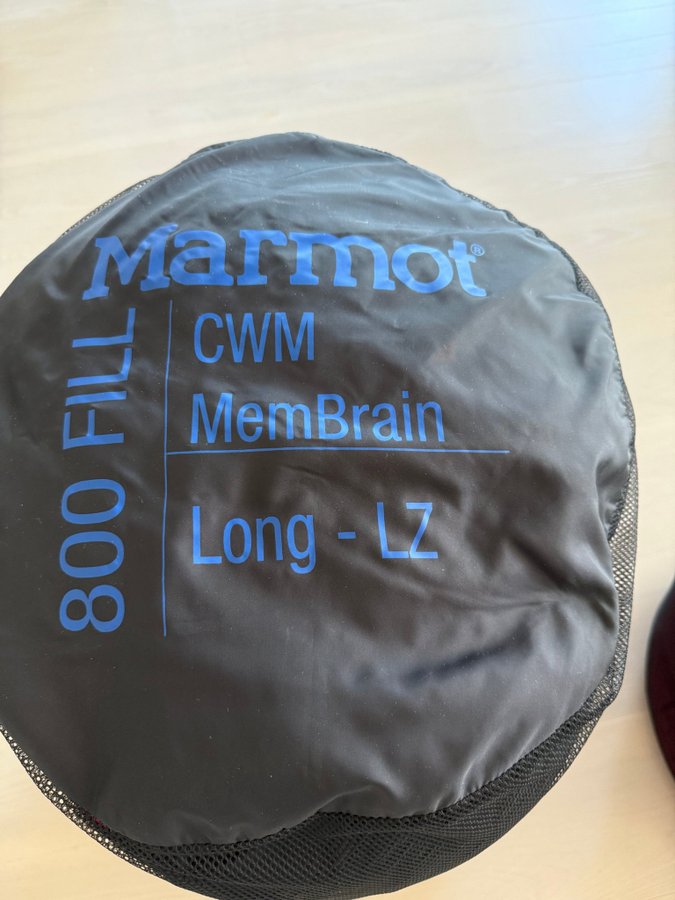 Marmot®
800 FILL
CWM
MemBrain
Long - LZ